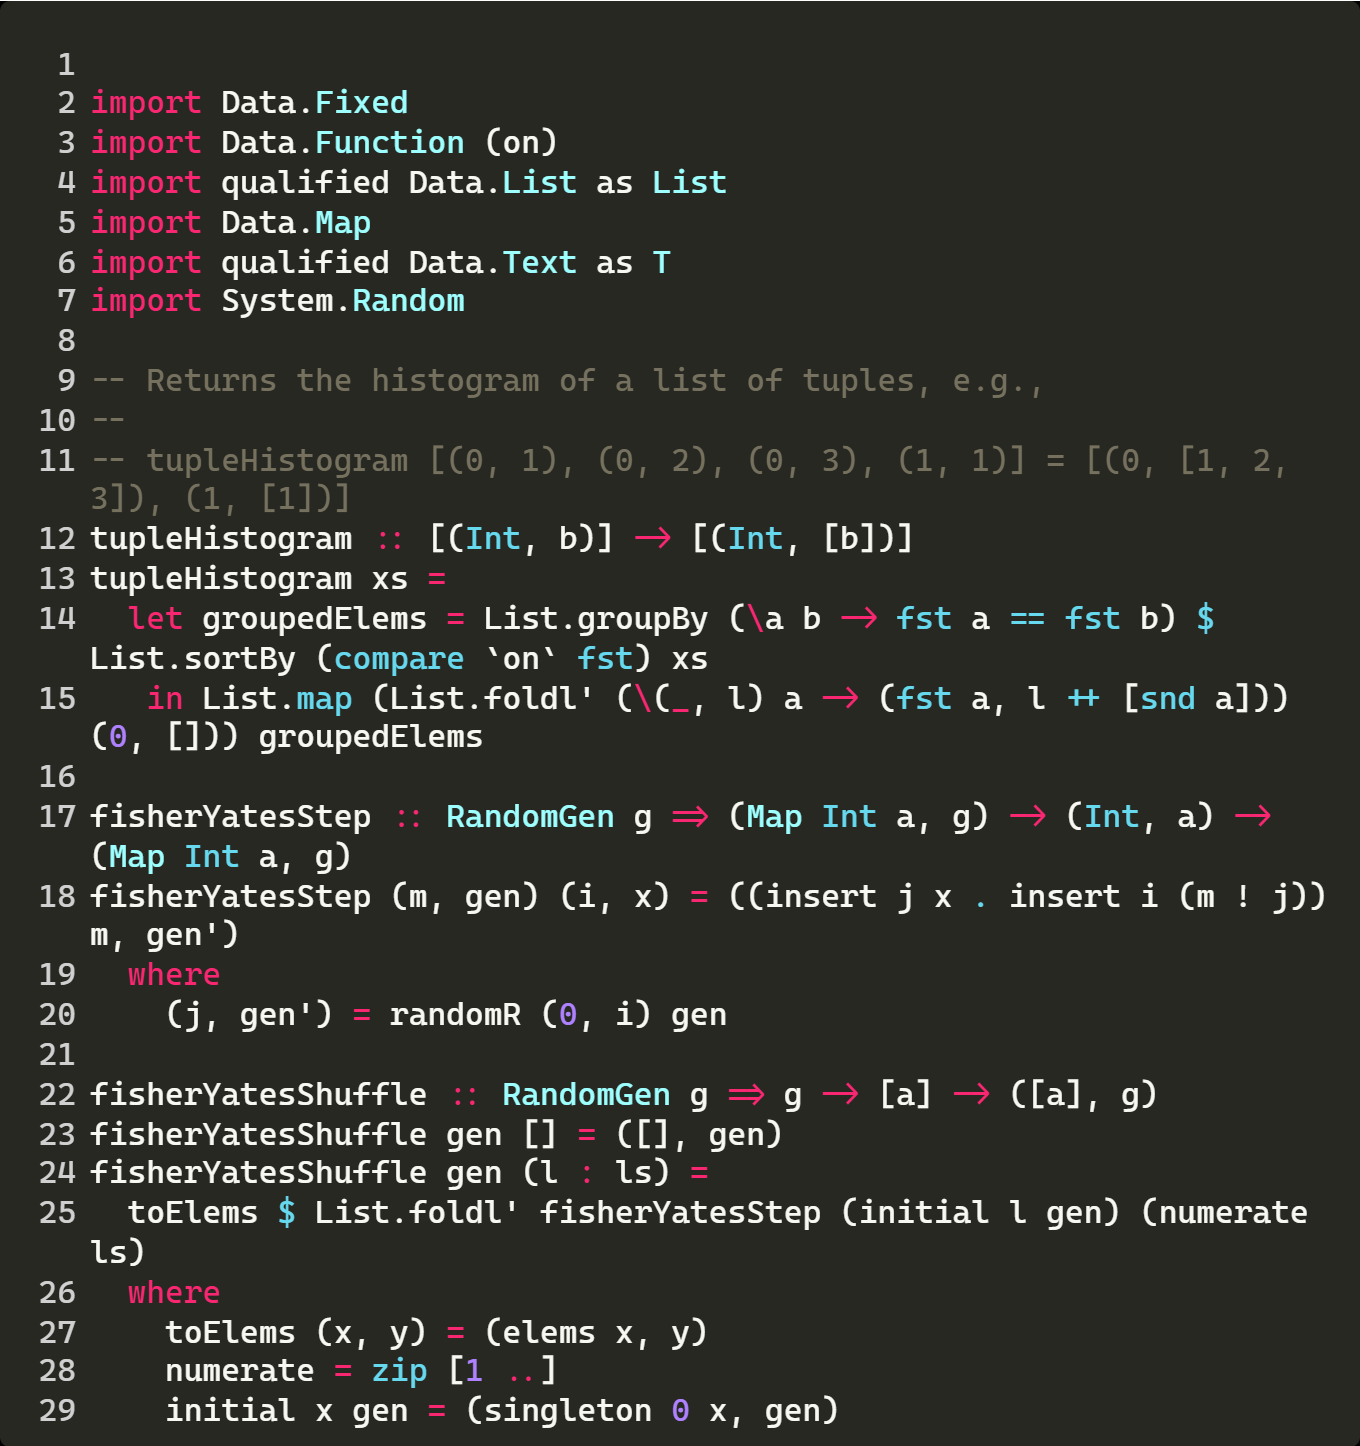 1
2 import Data.Fixed
3 import Data.Function (on)
4 import qualified Data.List as List
5 import Data.Map
6 import qualified Data.Text as T
7 import System.Random
8
9 -- Returns the histogram of a list of tuples, e.g.,
10 --
11 -- tupleHistogram [(0, 1), (0, 2), (0, 3), (1, 1)] = [(0, [1, 2,
3]), (1, [1])]
12 tupleHistogram :: [(Int, b)] -> [(Int, [b])]
13 tupleHistogram xs =
14   let groupedElems = List.groupBy (\a b -> fst a == fst b) $
List.sortBy (compare `on` fst) xs
15    in List.map (List.foldl' (\(_, l) a -> (fst a, l ++ [snd a]))
(0, [])) groupedElems
16
17 fisherYatesStep :: RandomGen g => (Map Int a, g) -> (Int, a) ->
(Map Int a, g)
18 fisherYatesStep (m, gen) (i, x) = ((insert j x . insert i (m ! j))
m, gen')
19   where
20     (j, gen') = randomR (0, i) gen
21
22 fisherYatesShuffle :: RandomGen g => g -> [a] -> ([a], g)
23 fisherYatesShuffle gen [] = ([], gen)
24 fisherYatesShuffle gen (l : ls) =
25   toElems $ List.foldl' fisherYatesStep (initial l gen) (numerate
ls)
26   where
27     toElems (x, y) = (elems x, y)
28     numerate = zip [1 ..]
29     initial x gen = (singleton 0 x, gen)